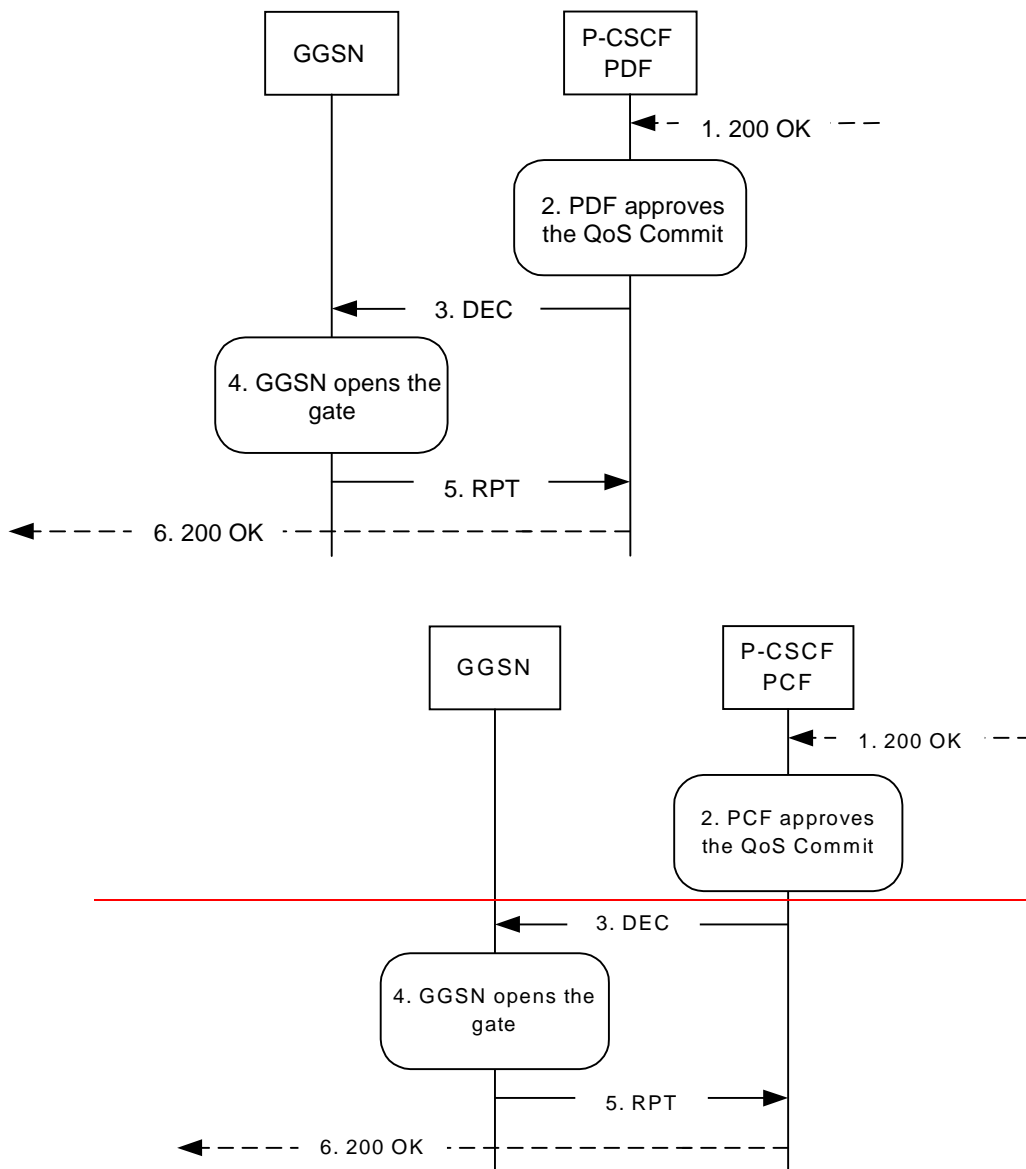 GGSN
P-CSCF
PDF
1. 200 OK
2. PDF approves
the QoS Commit
3. DEC
4. GGSN opens the
gate
5. RPT
6. 200 OK
GGSN
P-CSCF
PCF
1. 200 OK
2. PCF approves
the QoS Commit
3. DEC
4. GGSN opens the
gate
5. RPT
6. 200 OK